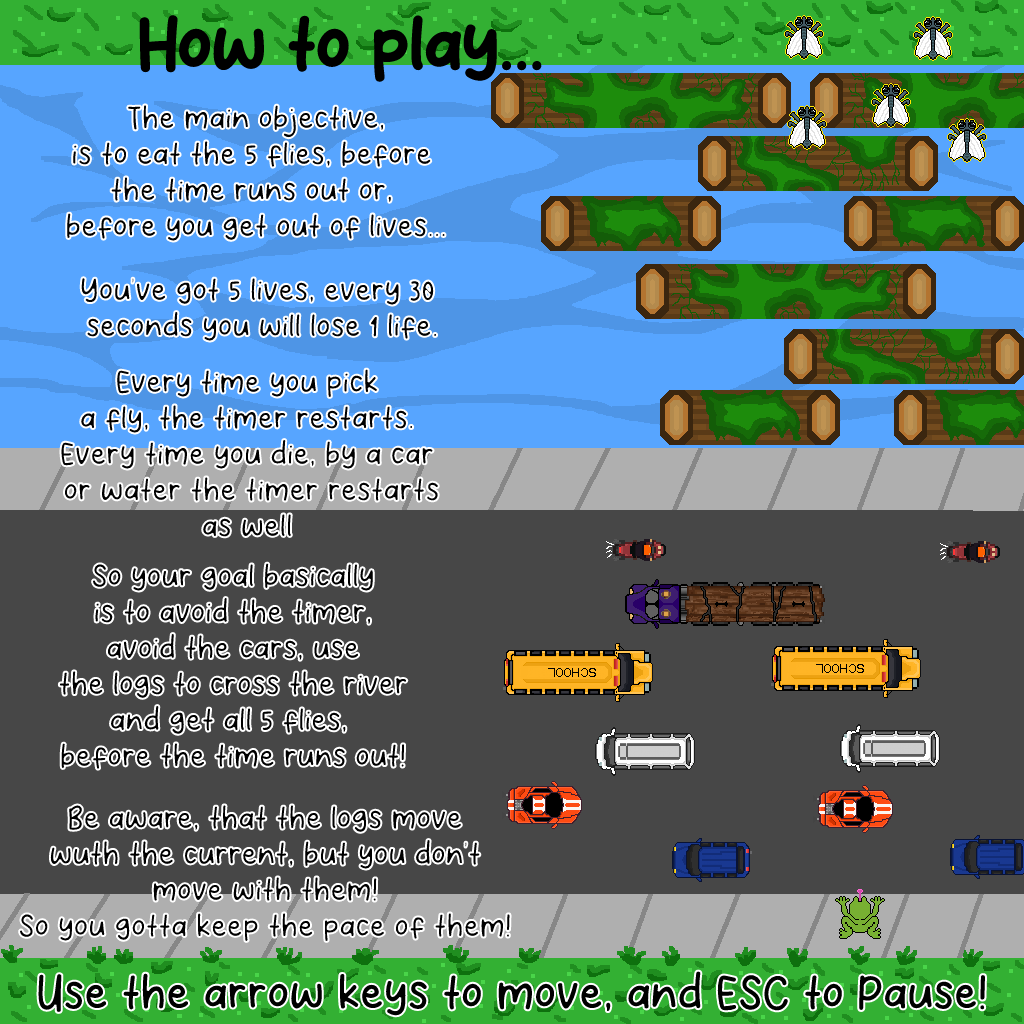 How to play...
The main objective,
is to eat the 5 flies, before
the time runs out or,
before you get out of lives...
You've got 5 lives, every 30
seconds you will lose 1 life.
Every time you pick
a fly, the timer restarts.
Every time you die, by a car
or water the timer restarts
as well
So your goal basically
is to avoid the timer,
avoid the cars, use
the logs to cross the river
and get all 5 flies,
before the time runs out!
Be aware, that the logs move
wuth the current, but you don't
move with them!
So you gotta keep the pace of them!
SCHOOL
SCHOOL
Use the arrow keys to move, and ESC to Pause!